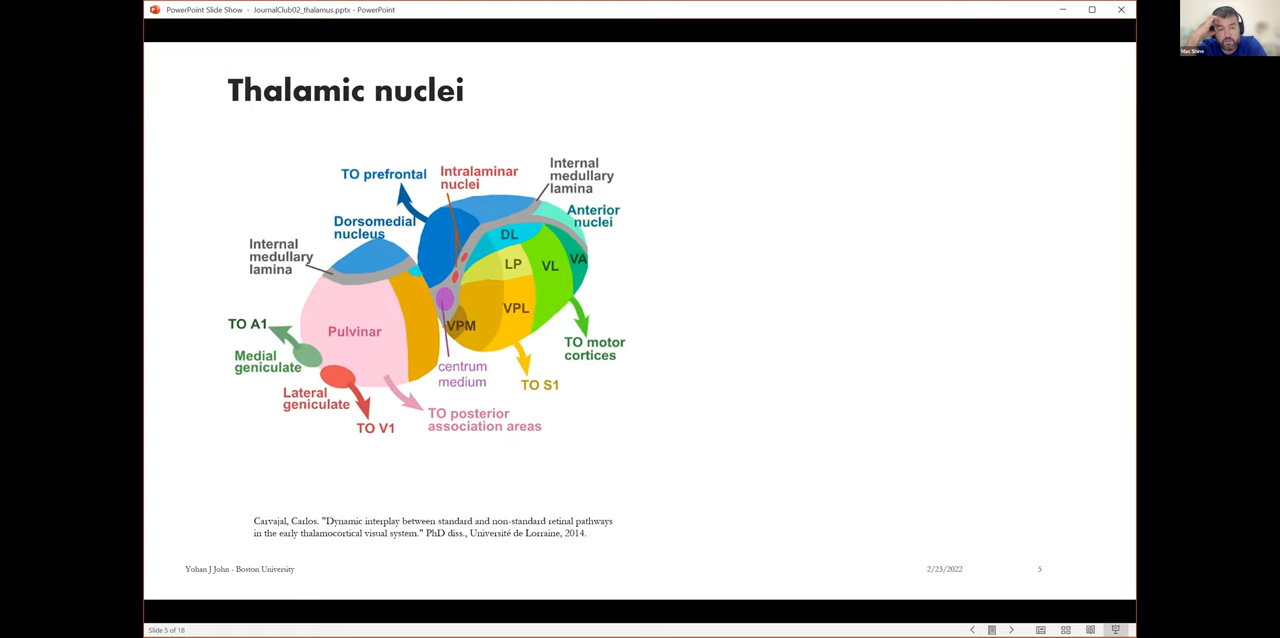 PowerPoint Slide Show - JournalClub02_thalamus.pptx - PowerPoint
Mac Shine
Thalamic nuclei
TO prefrontal
Intralaminar
nuclei
Internal
medullary
lamina
Anterior
nuclei
Dorsomedial
nucleus
Internal
medullary
lamina
DL
LP
VL
VA
VPL
VPM
Pulvinar
TO A1
Medial
geniculate
Lateral
geniculate
TO V1
centrum
medium
TO motor
cortices
TO S1
TO posterior
association areas
Carvajal, Carlos. "Dynamic interplay between standard and non-standard retinal pathways
in the early thalamocortical visual system." PhD diss., Université de Lorraine, 2014.
Yohan J John - Boston University
2/23/2022
5
Slide 5 of 18